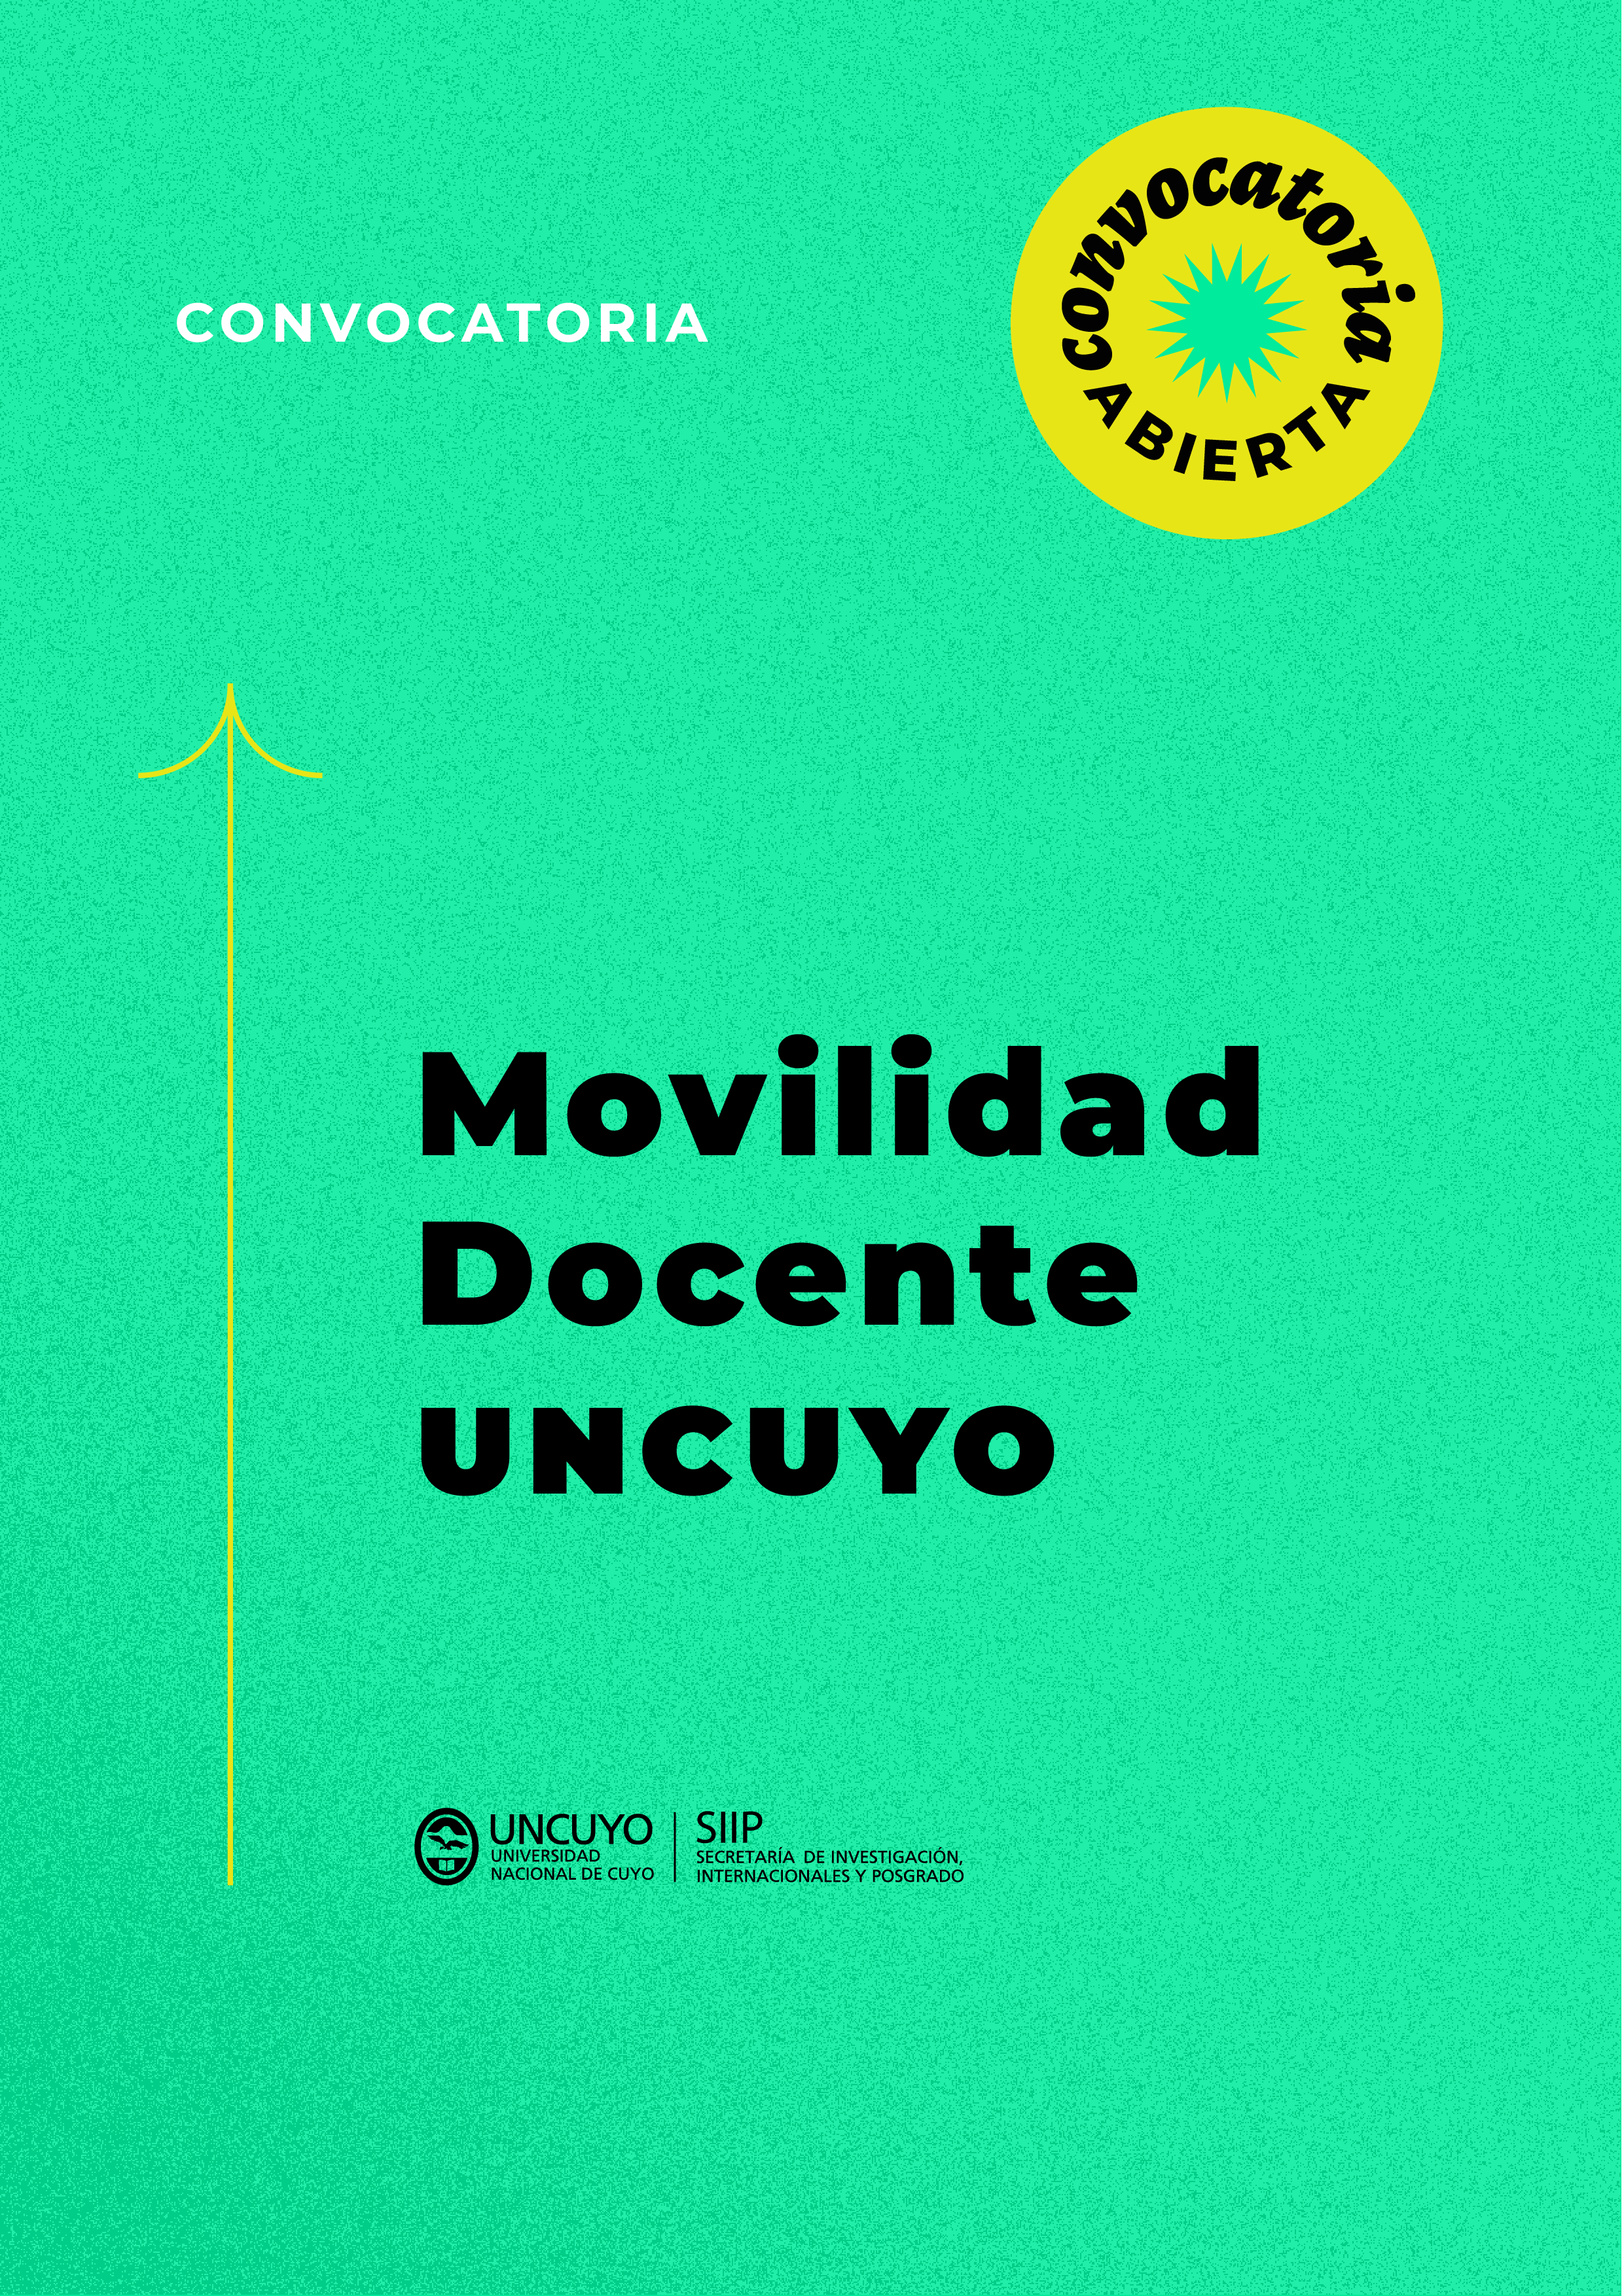 CONVOCATORIA
convocatoria
ABIERTA
Movilidad
Docente
UNCUYO
UNCUYO
UNIVERSIDAD
NACIONAL DE CUYO
SIIP
SECRETARÍA DE INVESTIGACIÓN,
INTERNACIONALES Y POSGRADO